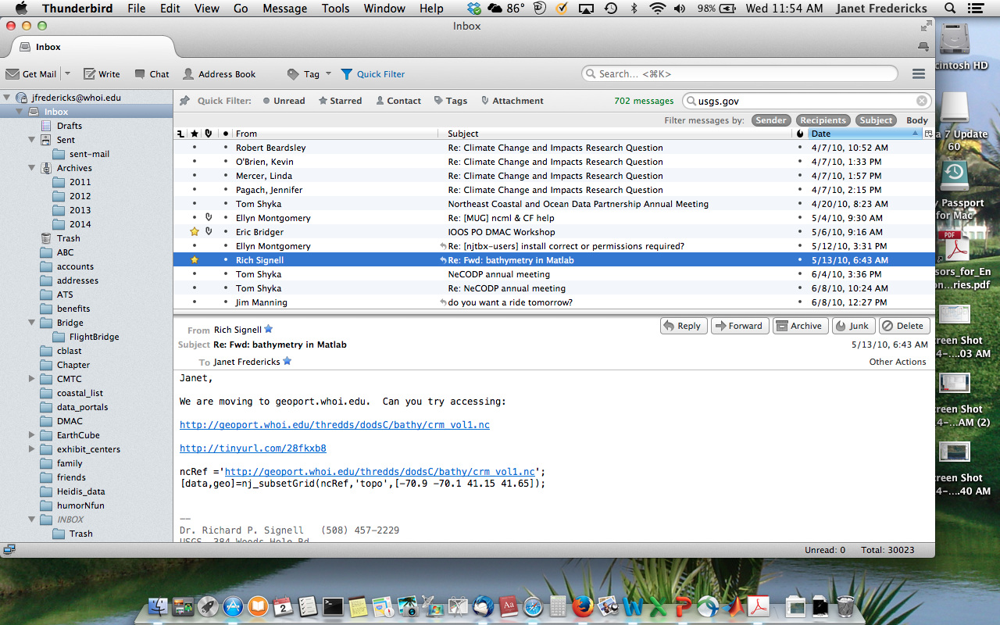 Thunderbird File Edit View Go Message Tools Window Help 86° 98% Wed 11:54 AM Janet Fredericks
Inbox
Inbox
Get Mail Write Chat Address Book Tag Quick Filter Search... <⌘K>
jfredericks@whoi.edu
Inbox
Drafts
Sent
sent-mail
Archives
2011
2012
2013
2014
Trash
ABC
accounts
addresses
ATS
benefits
Bridge
FlightBridge
cblast
Chapter
CMTC
coastal_list
data_portals
DMAC
EarthCube
exhibit_centers
family
friends
Heidis_data
humorNfun
INBOX
Trash
Quick Filter: Unread Starred Contact Tags Attachment 702 messages usgs.gov
Filter messages by: Sender Recipients Subject Body
From Subject Date
Robert Beardsley Re: Climate Change and Impacts Research Question 4/7/10, 10:52 AM
O'Brien, Kevin Re: Climate Change and Impacts Research Question 4/7/10, 1:33 PM
Mercer, Linda Re: Climate Change and Impacts Research Question 4/7/10, 1:57 PM
Pagach, Jennifer Re: Climate Change and Impacts Research Question 4/7/10, 2:15 PM
Tom Shyka Northeast Coastal and Ocean Data Partnership Annual Meeting 4/20/10, 8:23 AM
Ellyn Montgomery Re: [MUG] ncml & CF help 5/4/10, 9:30 AM
Eric Bridger IOOS PO DMAC Workshop 5/6/10, 9:16 AM
Ellyn Montgomery Re: [njtbx-users] install correct or permissions required? 5/12/10, 3:31 PM
Rich Signell Re: Fwd: bathymetry in Matlab 5/13/10, 6:43 AM
Tom Shyka NeCODP annual meeting 6/4/10, 3:36 PM
Tom Shyka Re: NeCODP annual meeting 6/8/10, 10:24 AM
Jim Manning do you want a ride tomorrow? 6/8/10, 12:27 PM
From Rich Signell Reply Forward Archive Junk Delete
Subject Re: Fwd: bathymetry in Matlab 5/13/10, 6:43 AM
To Janet Fredericks Other Actions
Janet,
We are moving to geoport.whoi.edu. Can you try accessing:
http://geoport.whoi.edu/thredds/dodsC/bathy/crm_vol1.nc
http://tinyurl.com/28fkxb8
ncRef ='http://geoport.whoi.edu/thredds/dodsC/bathy/crm_vol1.nc';
[data,geo]=nj_subsetGrid(ncRef,'topo',[-70.9 -70.1 41.15 41.65]);
--
Dr. Richard P. Signell (508) 457-2229
USGS, 384 Woods Hole Rd.
Unread: 0 Total: 30023
cintosh HD
a 7 Update
60
y Passport
for Mac
PDF
sors_for_En
on...ries.pdf
creen Shot
4-....03 AM
creen Shot
4-...AM (2)
creen Shot
4-....40 AM